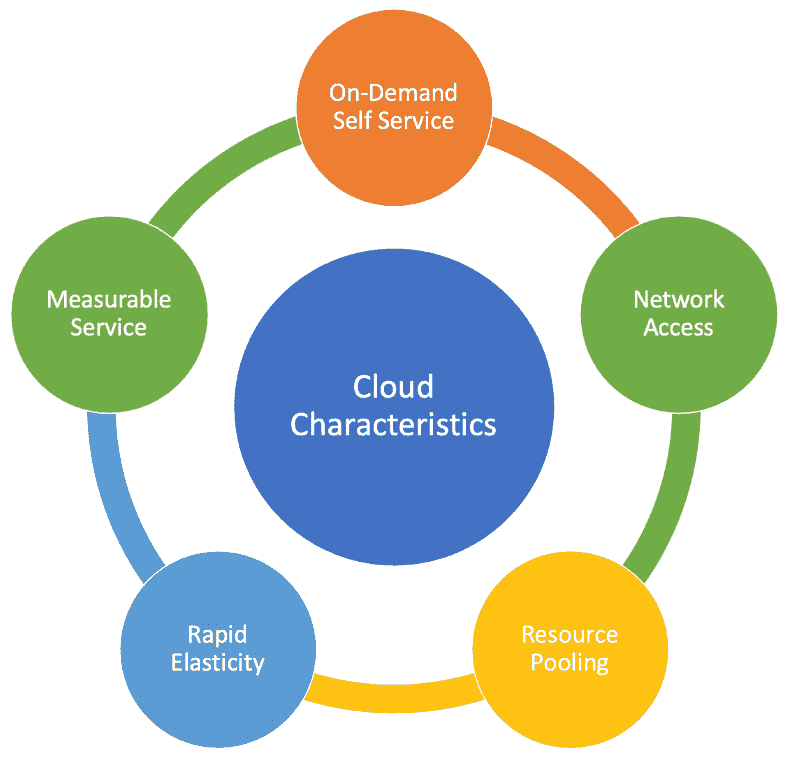 On-Demand
Self Service
Network
Access
Resource
Pooling
Rapid
Elasticity
Measurable
Service
Cloud
Characteristics